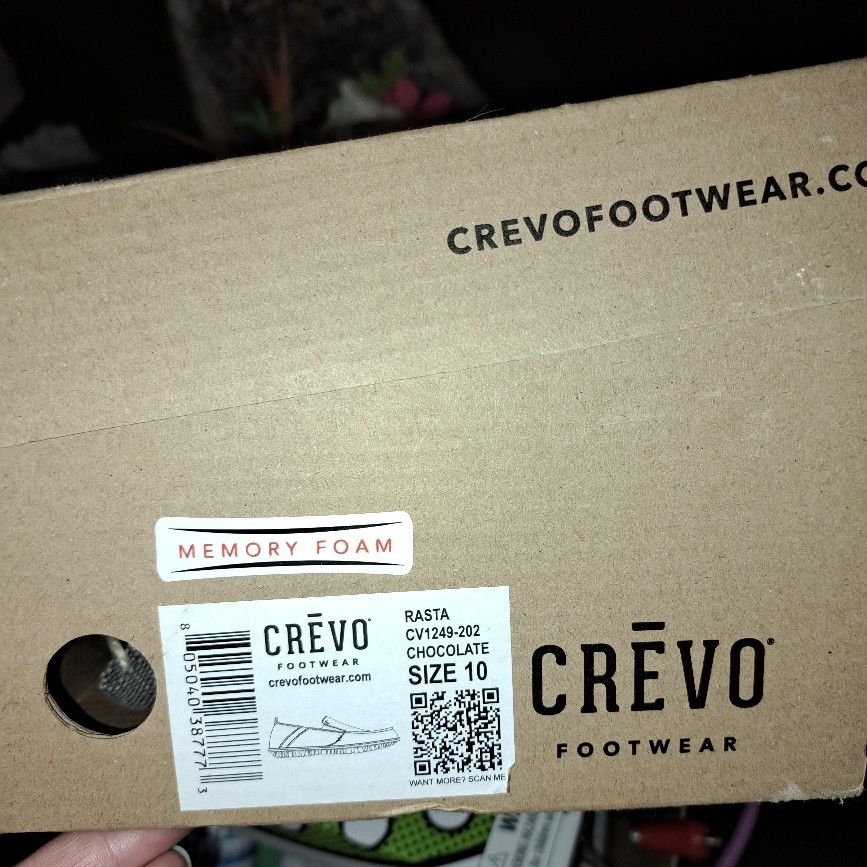 CREVOFOOTWEAR.CO
MEMORY FOAM
CRĒVO
FOOTWEAR
crevofootwear.com
RASTA
CV1249-202
CHOCOLATE
SIZE 10
WANT MORE? SCAN ME
8 05040 38777 3
CRĒVO
FOOTWEAR